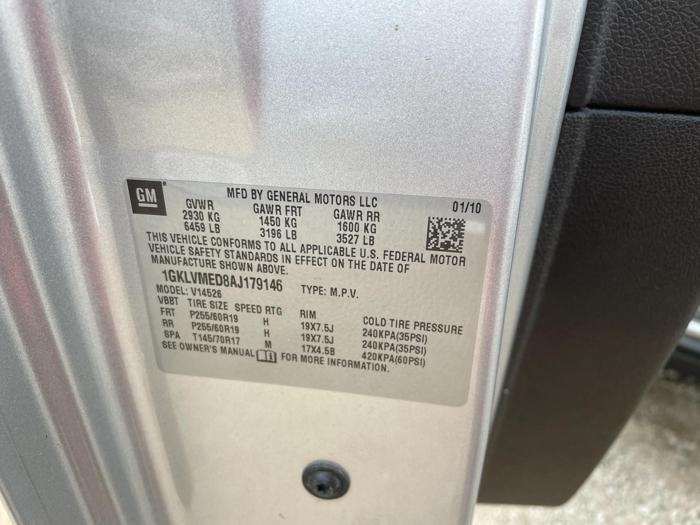 GM MFD BY GENERAL MOTORS LLC 01/10
GVWR GAWR FRT GAWR RR
2930 KG 1450 KG 1600 KG
6459 LB 3196 LB 3527 LB
THIS VEHICLE CONFORMS TO ALL APPLICABLE U.S. FEDERAL MOTOR
VEHICLE SAFETY STANDARDS IN EFFECT ON THE DATE OF
MANUFACTURE SHOWN ABOVE.
1GKLVMED8AJ179146 TYPE: M.P.V.
MODEL: V14526
VBBT TIRE SIZE SPEED RTG RIM COLD TIRE PRESSURE
FRT P255/60R19 H 19X7.5J 240KPA(35PSI)
RR P255/60R19 H 19X7.5J 240KPA(35PSI)
SPA T145/70R17 M 17X4.5B 420KPA(60PSI)
SEE OWNER'S MANUAL FOR MORE INFORMATION.